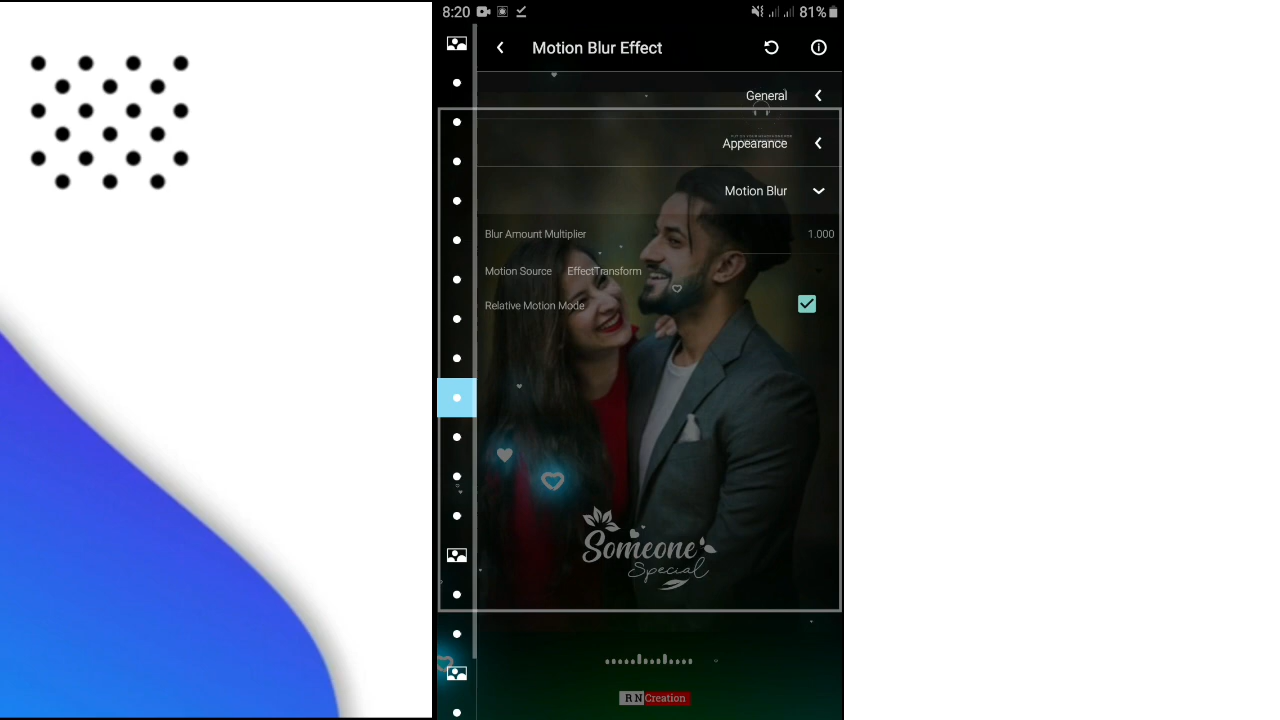 8:20
81%
Motion Blur Effect
General
Appearance
Motion Blur
Blur Amount Multiplier 1.000
Motion Source EffectTransform
Relative Motion Mode
Someone
Special
RN Creation